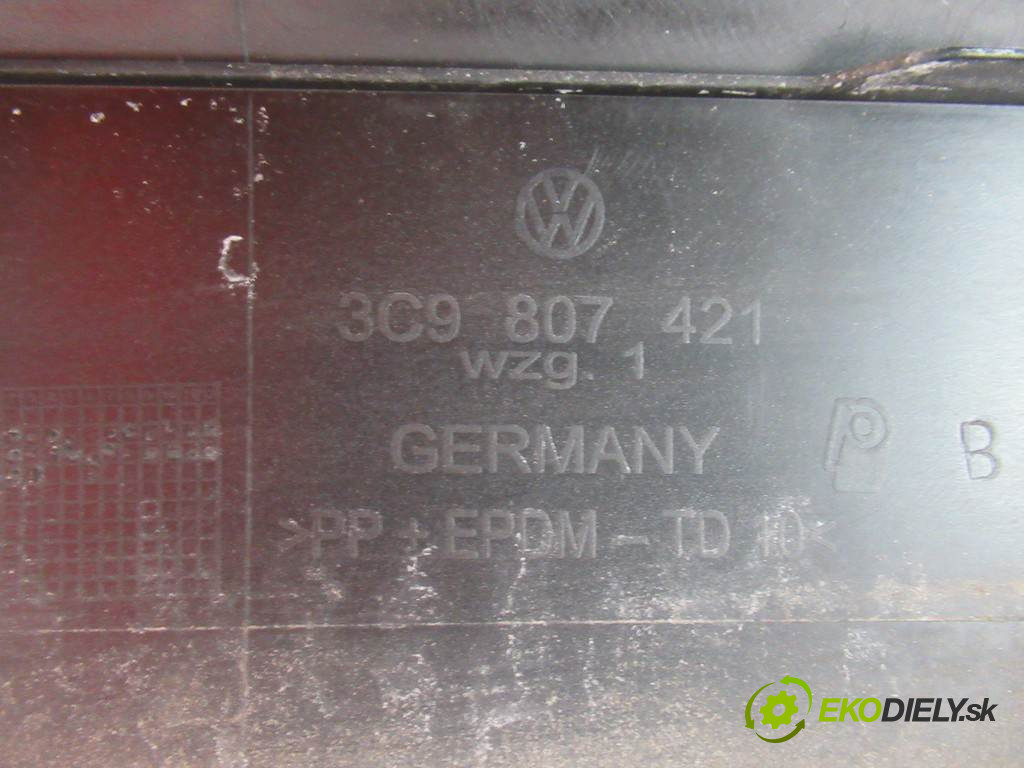 3C9 807 421
wzg. 1
GERMANY
B
>PP + EPDM - TD 10<
EKODIELY.sk